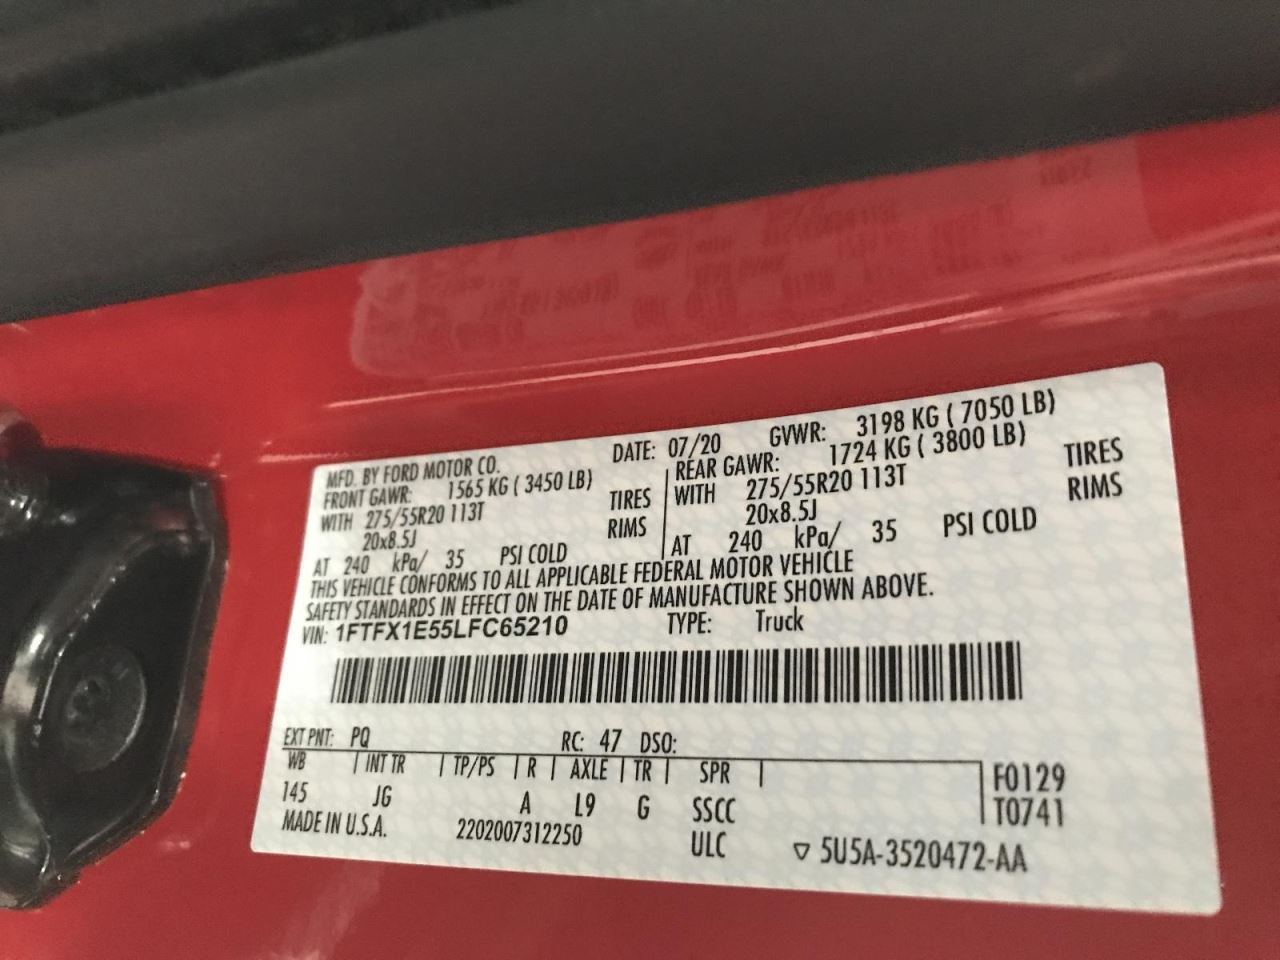 MFD. BY FORD MOTOR CO. DATE: 07/20 GVWR: 3198 KG ( 7050 LB)
FRONT GAWR: 1565 KG ( 3450 LB) REAR GAWR: 1724 KG ( 3800 LB)
WITH 275/55R20 113T TIRES WITH 275/55R20 113T TIRES
20x8.5J RIMS 20x8.5J RIMS
AT 240 kPa/ 35 PSI COLD AT 240 kPa/ 35 PSI COLD
THIS VEHICLE CONFORMS TO ALL APPLICABLE FEDERAL MOTOR VEHICLE
SAFETY STANDARDS IN EFFECT ON THE DATE OF MANUFACTURE SHOWN ABOVE.
VIN: 1FTFX1E55LFC65210 TYPE: Truck
EXT PNT: PQ RC: 47 DSO:
WB | INT TR | TP/PS | R | AXLE | TR | SPR | F0129
145 JG A L9 G SSCC T0741
MADE IN U.S.A. 2202007312250 ULC ▽ 5U5A-3520472-AA